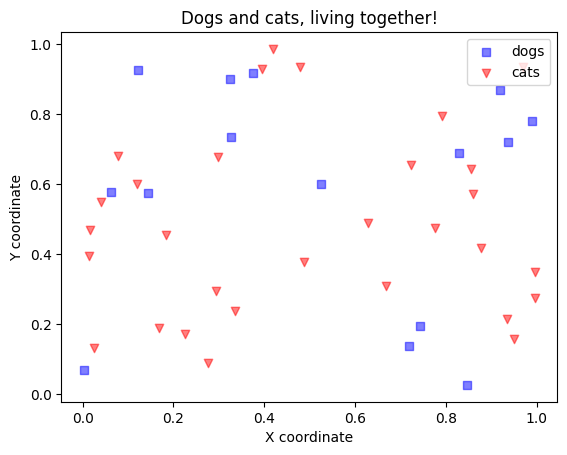 Dogs and cats, living together!
dogs
cats
1.0
0.8
0.6
0.4
0.2
0.0
Y coordinate
0.0 0.2 0.4 0.6 0.8 1.0
X coordinate